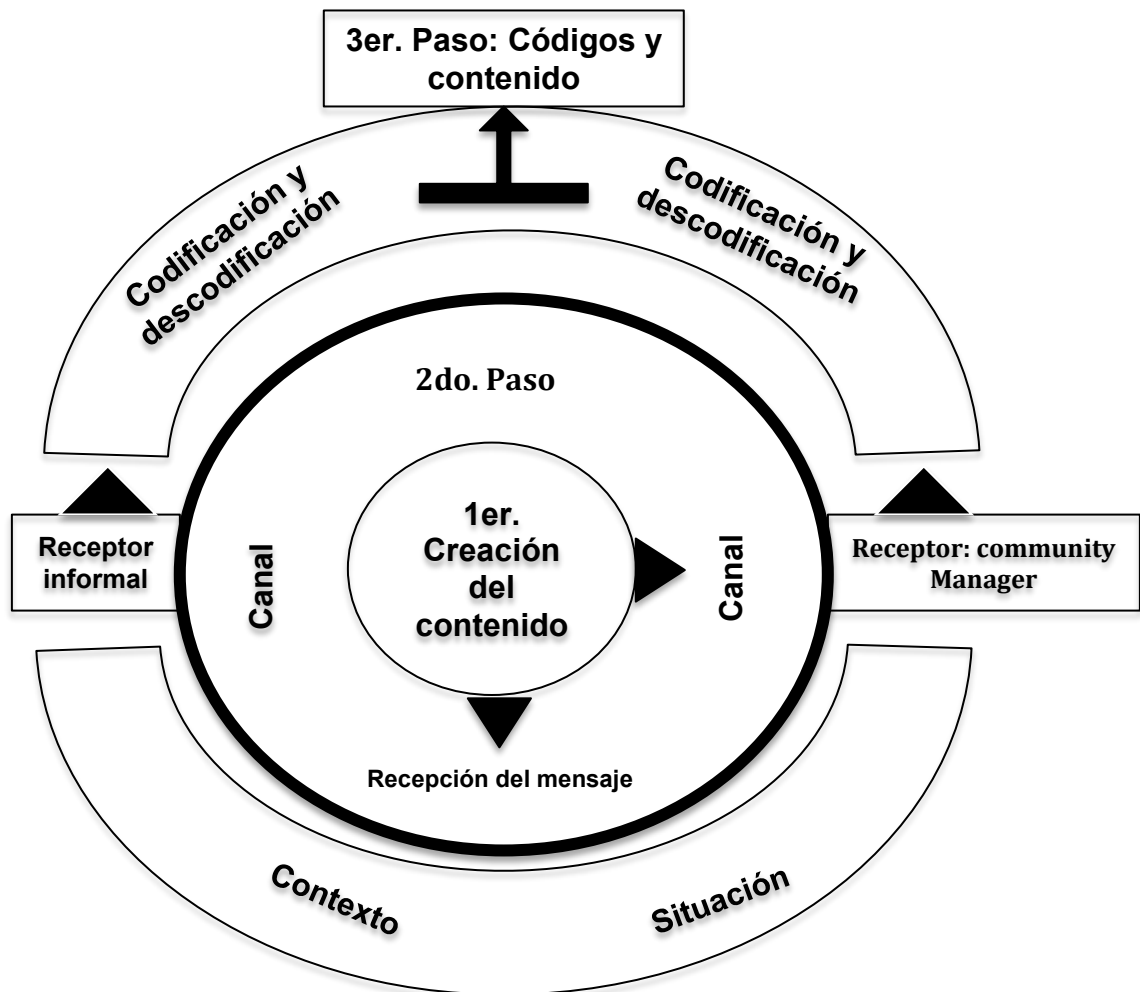 3er. Paso: Códigos y
contenido
Codificación y
descodificación
Codificación y
descodificación
2do. Paso
1er.
Creación
del
contenido
Canal
Canal
Receptor
informal
Receptor: community
Manager
Recepción del mensaje
Contexto
Situación